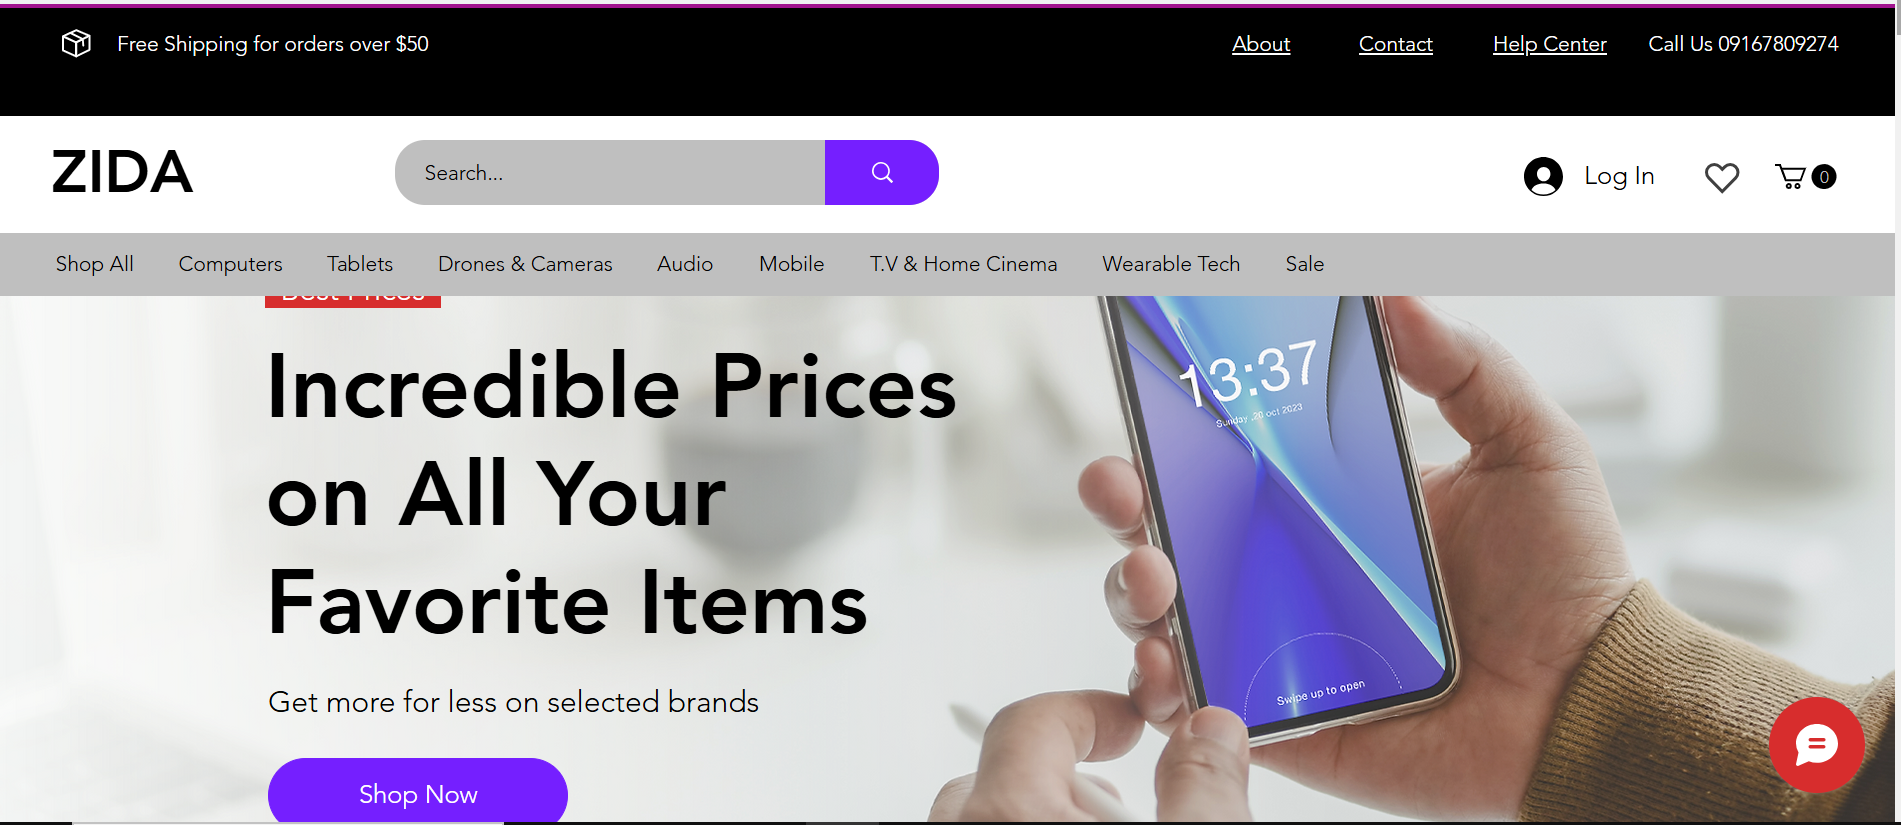 Free Shipping for orders over $50
About Contact Help Center Call Us 09167809274
ZIDA
Search...
Log In
0
Shop All Computers Tablets Drones & Cameras Audio Mobile T.V & Home Cinema Wearable Tech Sale
Best Prices
Incredible Prices
on All Your
Favorite Items
Get more for less on selected brands
Shop Now
13:37
Sunday ,20 oct 2023
Swipe up to open